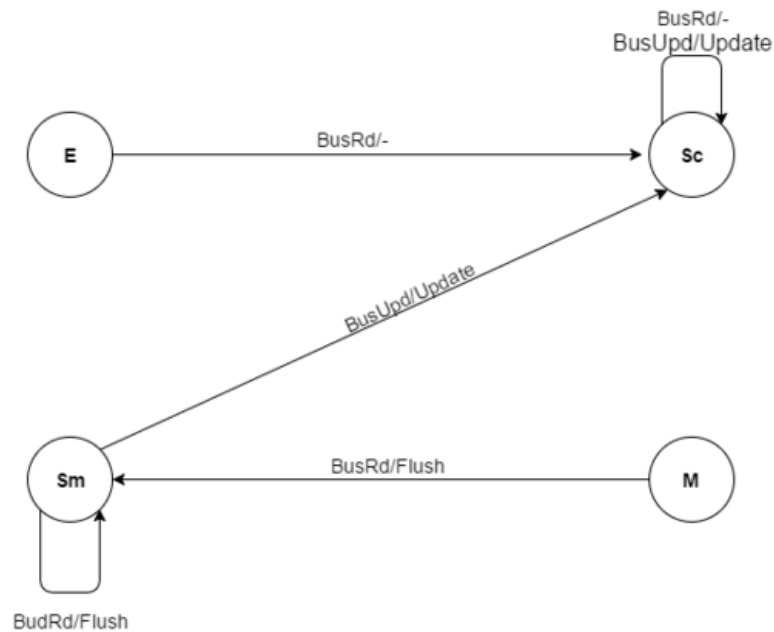 BusRd/-
BusUpd/Update
E
BusRd/-
Sc
BusUpd/Update
Sm
BusRd/Flush
M
BudRd/Flush